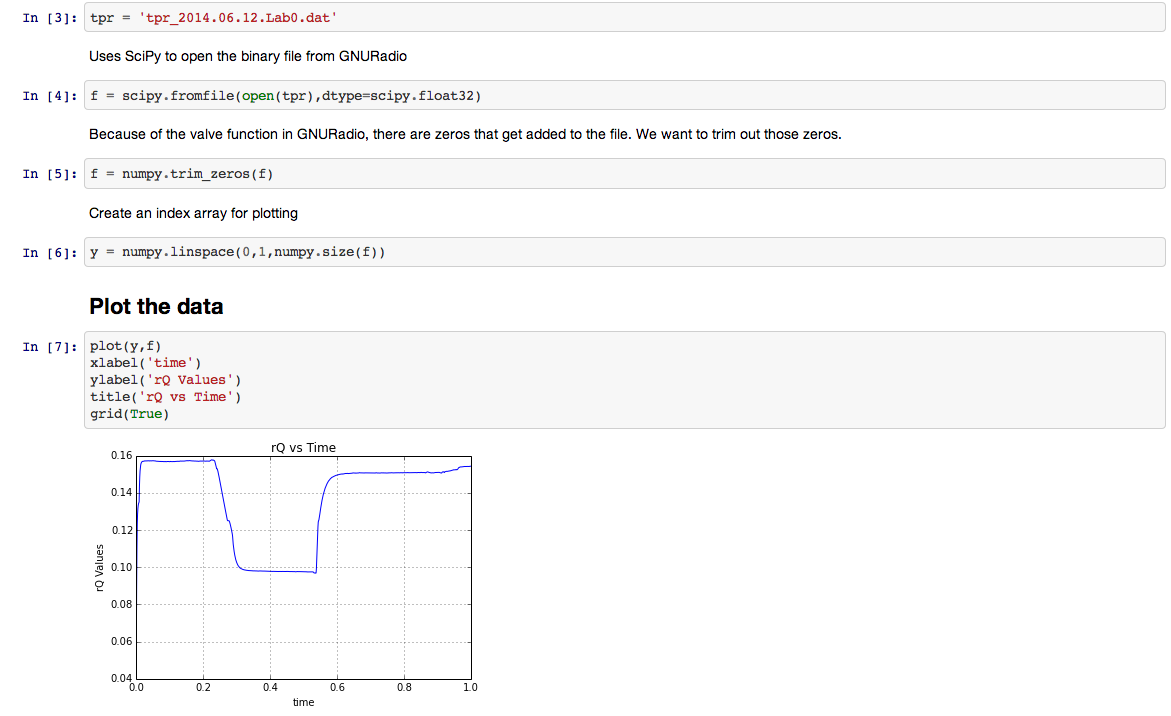 In [3]: tpr = 'tpr_2014.06.12.Lab0.dat'
Uses SciPy to open the binary file from GNURadio
In [4]: f = scipy.fromfile(open(tpr),dtype=scipy.float32)
Because of the valve function in GNURadio, there are zeros that get added to the file. We want to trim out those zeros.
In [5]: f = numpy.trim_zeros(f)
Create an index array for plotting
In [6]: y = numpy.linspace(0,1,numpy.size(f))
Plot the data
In [7]: plot(y,f)
xlabel('time')
ylabel('rQ Values')
title('rQ vs Time')
grid(True)
rQ vs Time
0.16
0.14
0.12
0.10
0.08
0.06
0.04
rQ Values
0.0 0.2 0.4 0.6 0.8 1.0
time